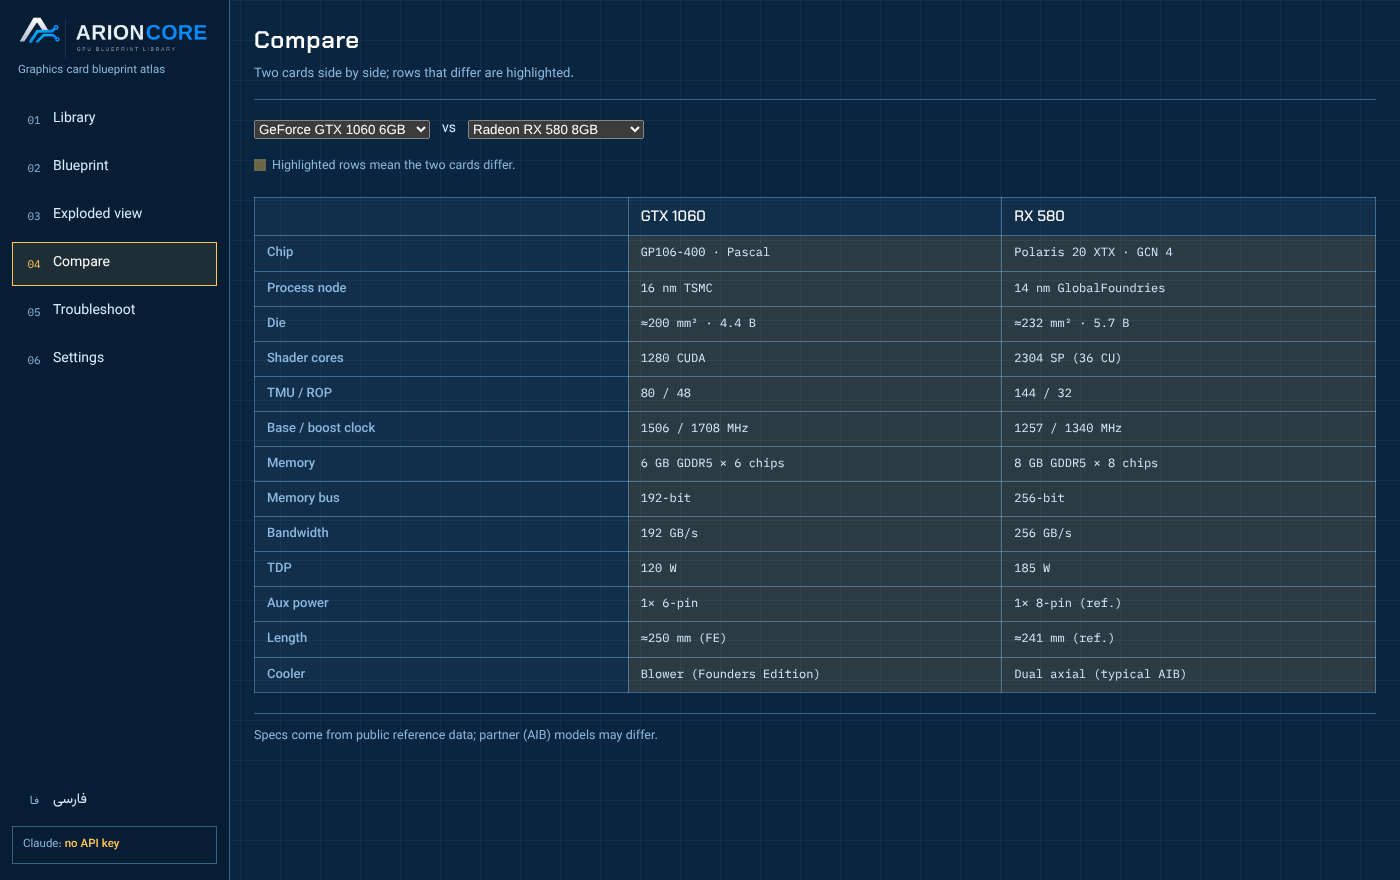 ARIONCORE
GPU BLUEPRINT LIBRARY
Graphics card blueprint atlas
01 Library
02 Blueprint
03 Exploded view
04 Compare
05 Troubleshoot
06 Settings
فا فارسی
Claude: no API key
Compare
Two cards side by side; rows that differ are highlighted.
GeForce GTX 1060 6GB vs Radeon RX 580 8GB
Highlighted rows mean the two cards differ.
GTX 1060 RX 580
Chip GP106-400 · Pascal Polaris 20 XTX · GCN 4
Process node 16 nm TSMC 14 nm GlobalFoundries
Die ≈200 mm² · 4.4 B ≈232 mm² · 5.7 B
Shader cores 1280 CUDA 2304 SP (36 CU)
TMU / ROP 80 / 48 144 / 32
Base / boost clock 1506 / 1708 MHz 1257 / 1340 MHz
Memory 6 GB GDDR5 × 6 chips 8 GB GDDR5 × 8 chips
Memory bus 192-bit 256-bit
Bandwidth 192 GB/s 256 GB/s
TDP 120 W 185 W
Aux power 1× 6-pin 1× 8-pin (ref.)
Length ≈250 mm (FE) ≈241 mm (ref.)
Cooler Blower (Founders Edition) Dual axial (typical AIB)
Specs come from public reference data; partner (AIB) models may differ.